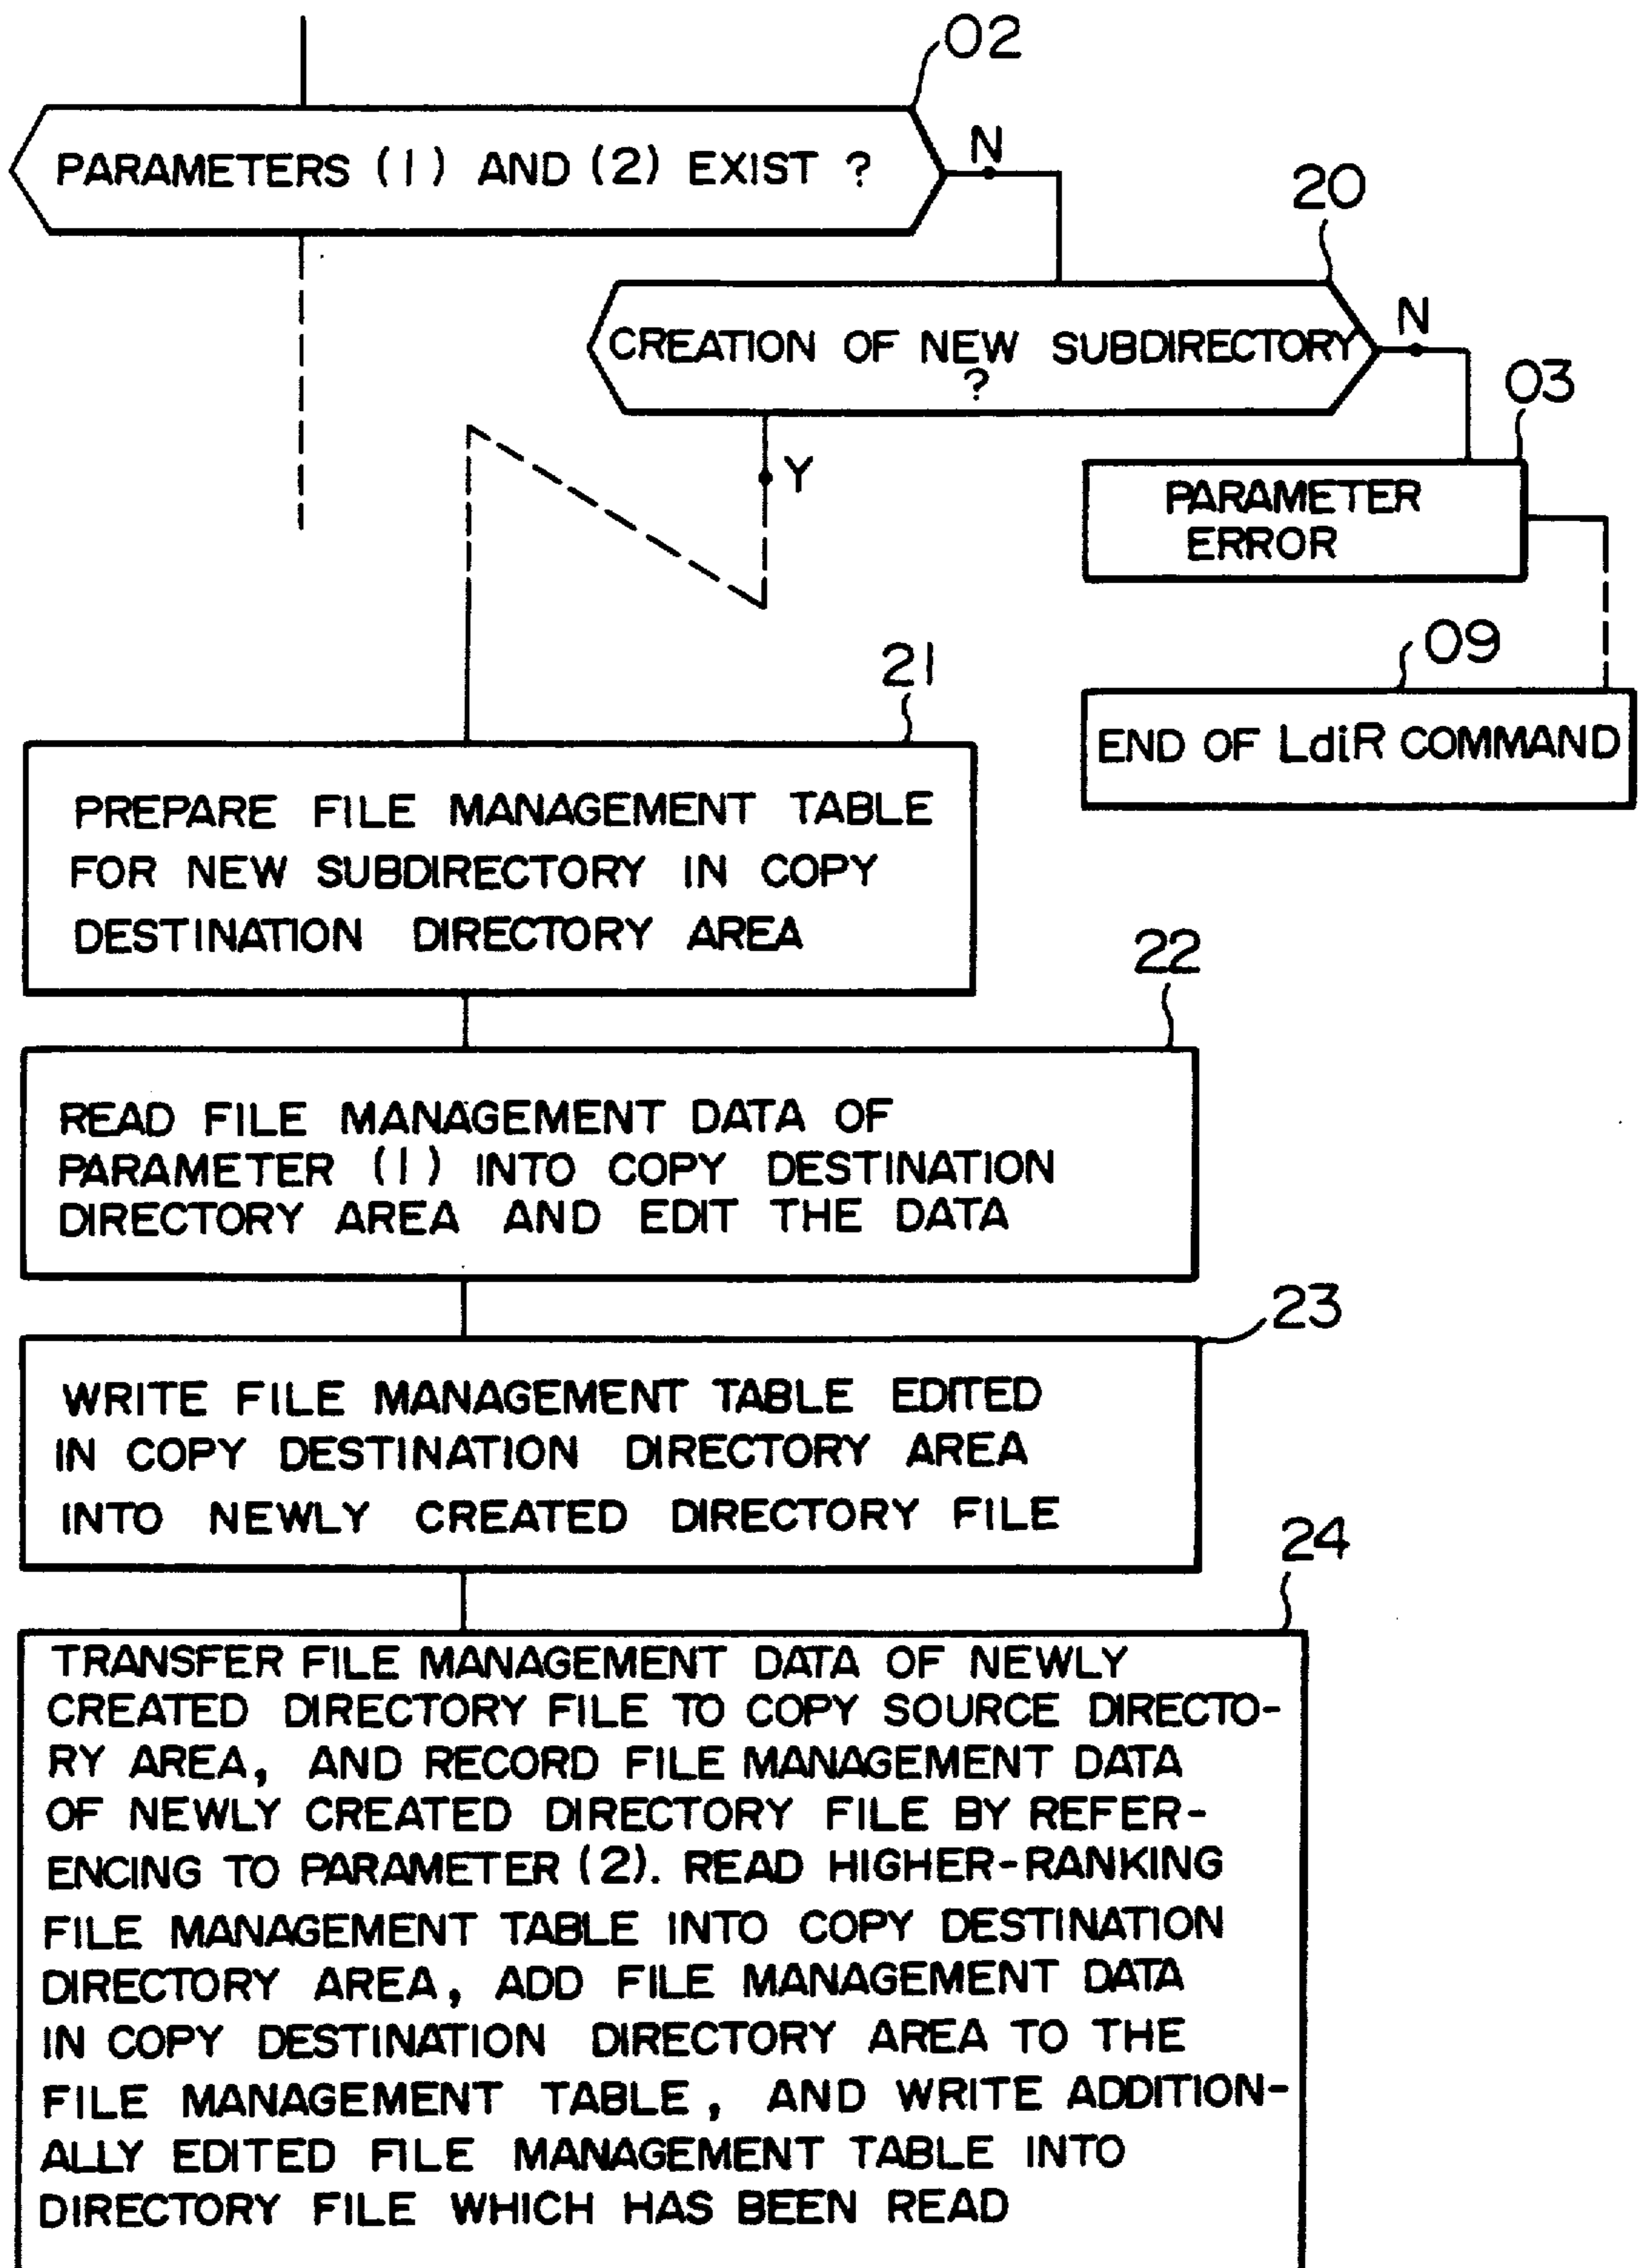 02
PARAMETERS (1) AND (2) EXIST ?
N
20
CREATION OF NEW SUBDIRECTORY
?
N
03
Y
PARAMETER
ERROR
09
END OF LdiR COMMAND
21
PREPARE FILE MANAGEMENT TABLE
FOR NEW SUBDIRECTORY IN COPY
DESTINATION DIRECTORY AREA
22
READ FILE MANAGEMENT DATA OF
PARAMETER (1) INTO COPY DESTINATION
DIRECTORY AREA AND EDIT THE DATA
23
WRITE FILE MANAGEMENT TABLE EDITED
IN COPY DESTINATION DIRECTORY AREA
INTO NEWLY CREATED DIRECTORY FILE
24
TRANSFER FILE MANAGEMENT DATA OF NEWLY
CREATED DIRECTORY FILE TO COPY SOURCE DIRECTO-
RY AREA, AND RECORD FILE MANAGEMENT DATA
OF NEWLY CREATED DIRECTORY FILE BY REFER-
ENCING TO PARAMETER (2). READ HIGHER-RANKING
FILE MANAGEMENT TABLE INTO COPY DESTINATION
DIRECTORY AREA, ADD FILE MANAGEMENT DATA
IN COPY DESTINATION DIRECTORY AREA TO THE
FILE MANAGEMENT TABLE, AND WRITE ADDITION-
ALLY EDITED FILE MANAGEMENT TABLE INTO
DIRECTORY FILE WHICH HAS BEEN READ